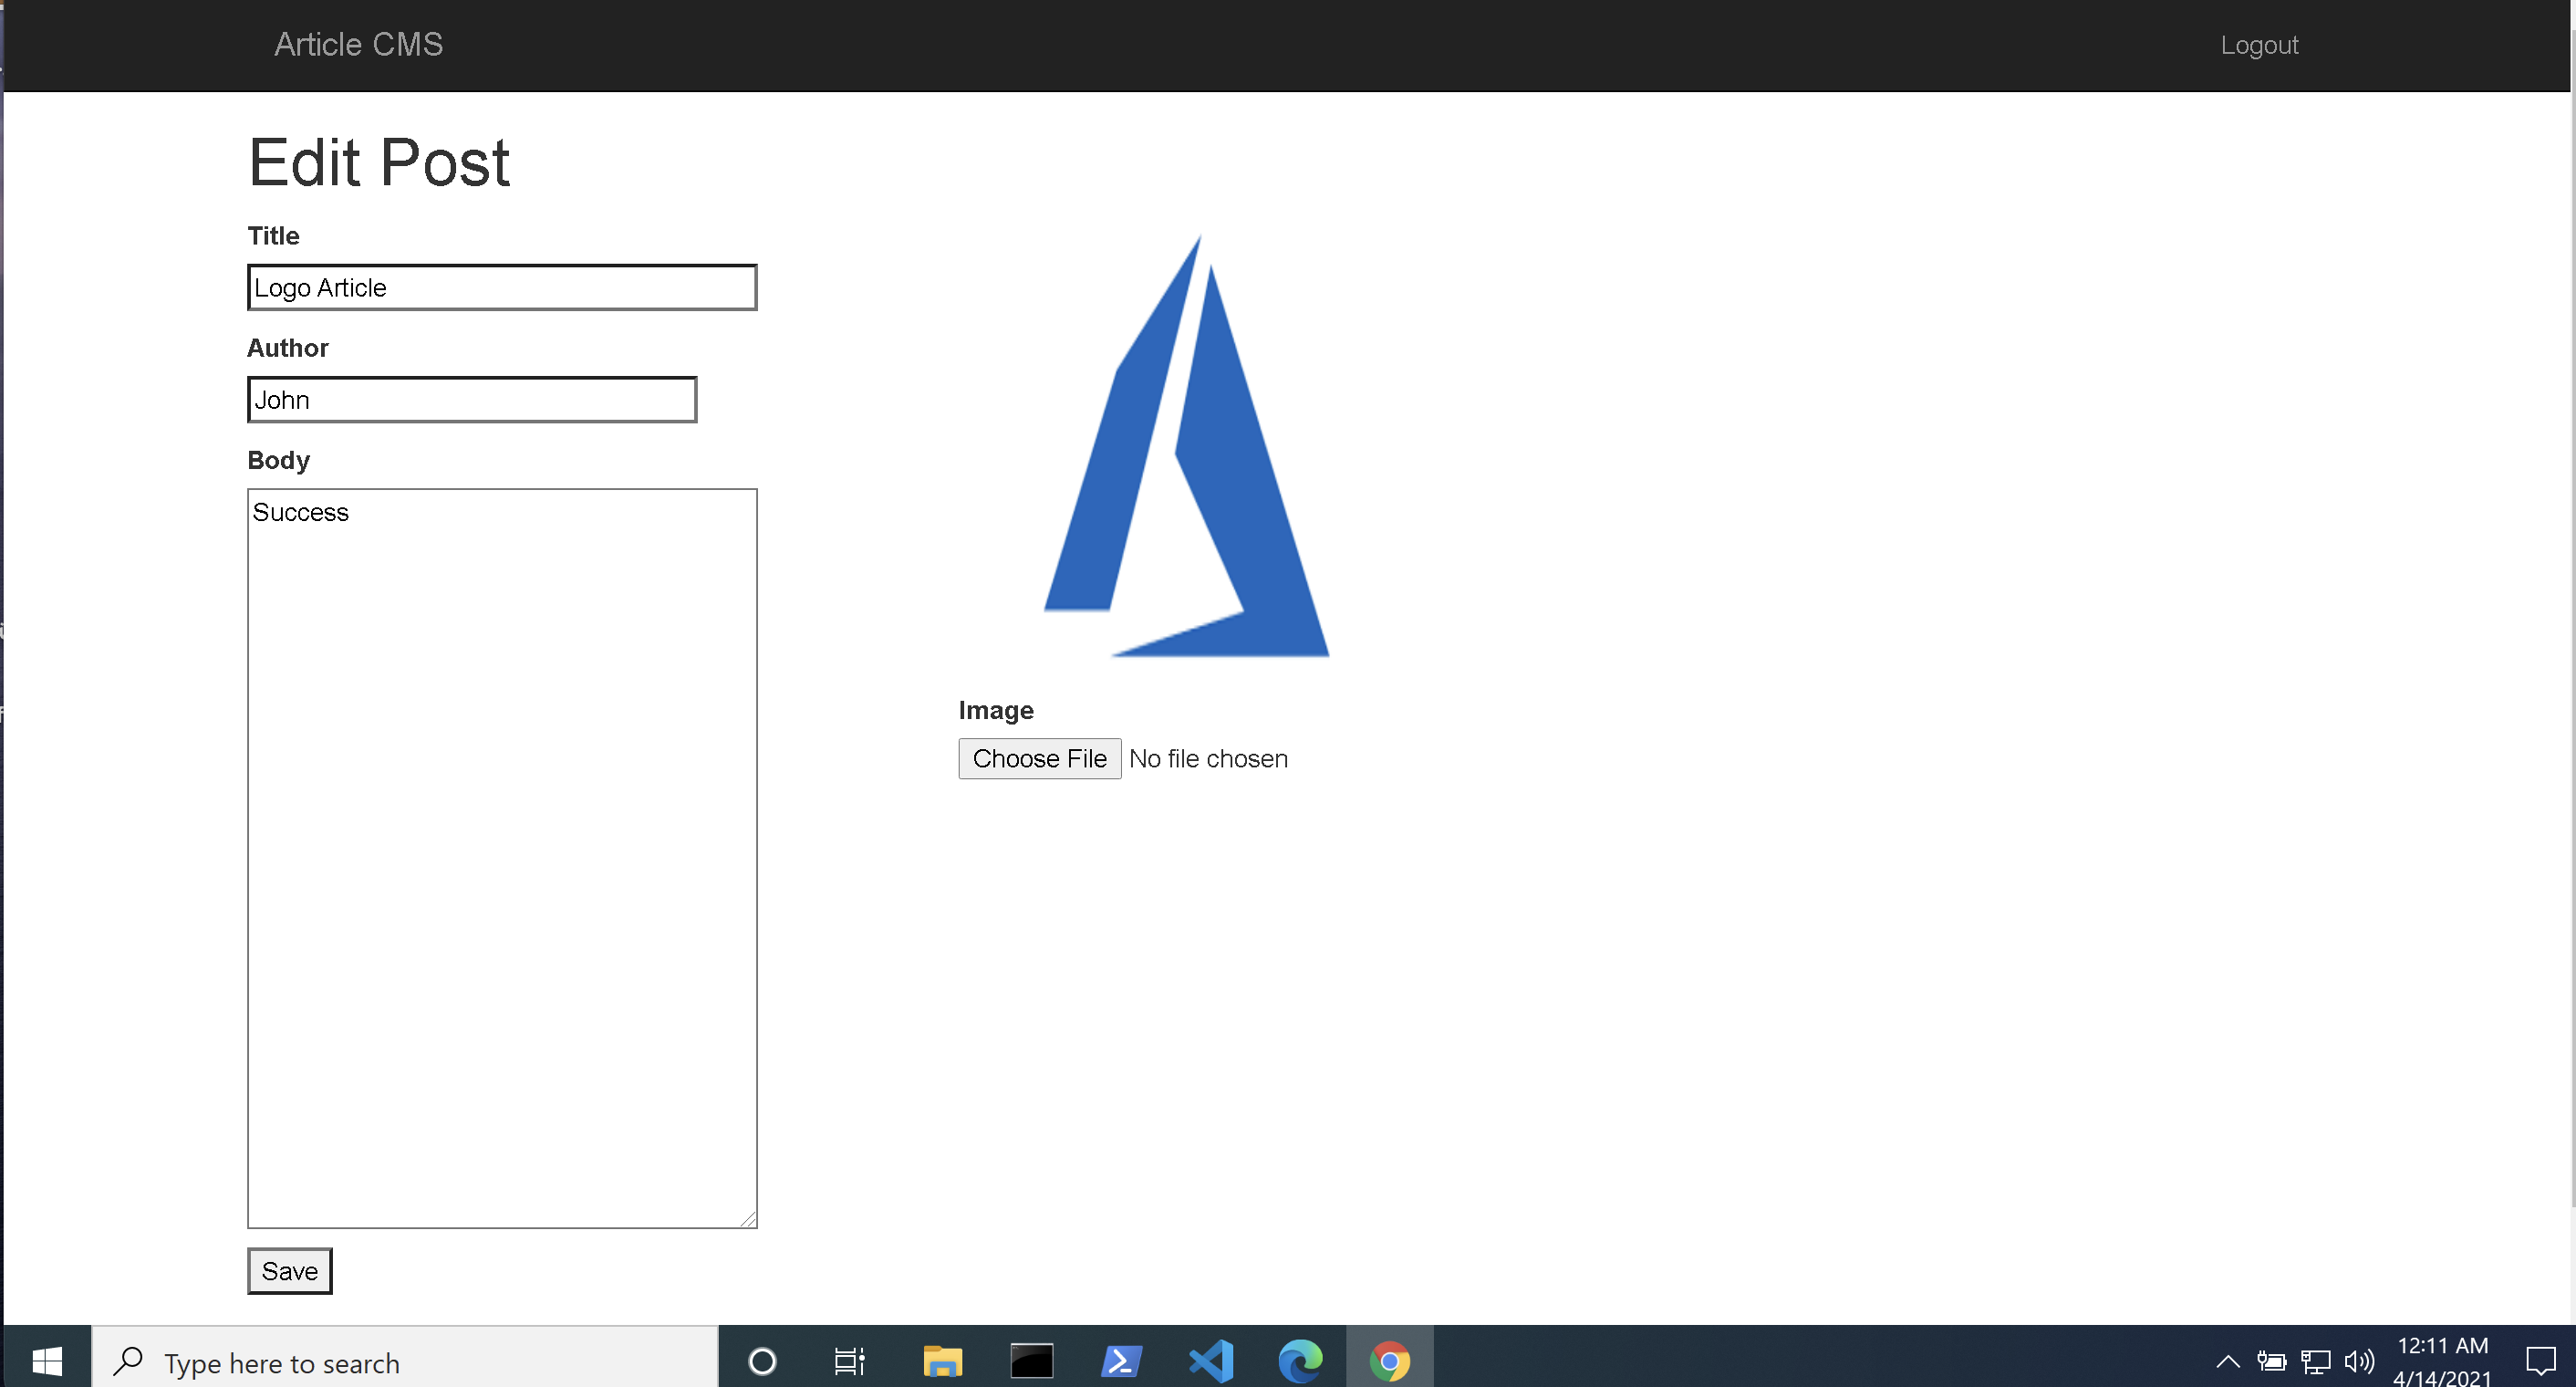 Article CMS
Logout
Edit Post
Title
Logo Article
Author
John
Body
Success
Image
Choose File No file chosen
Save
Type here to search
12:11 AM
4/14/2021